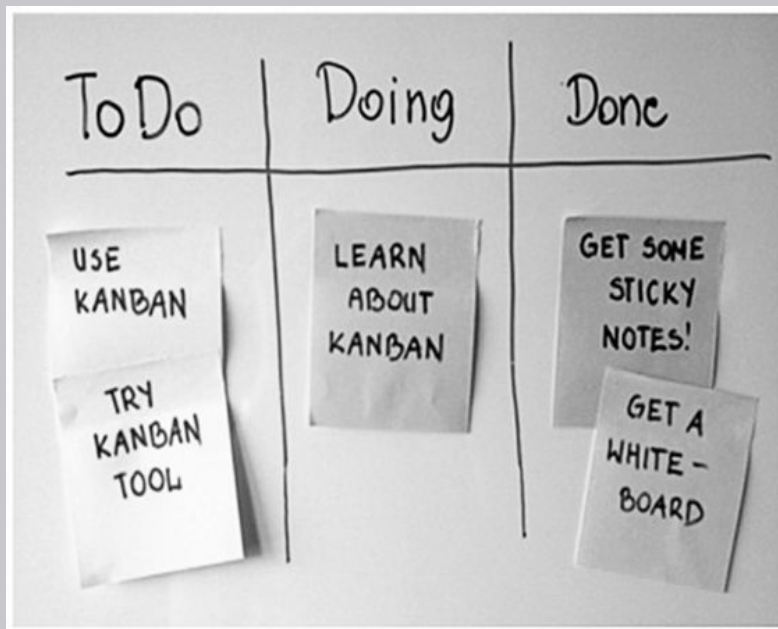 To Do
Doing
Done
USE
KANBAN
TRY
KANBAN
TOOL
LEARN
ABOUT
KANBAN
GET SOME
STICKY
NOTES!
GET A
WHITE-
BOARD